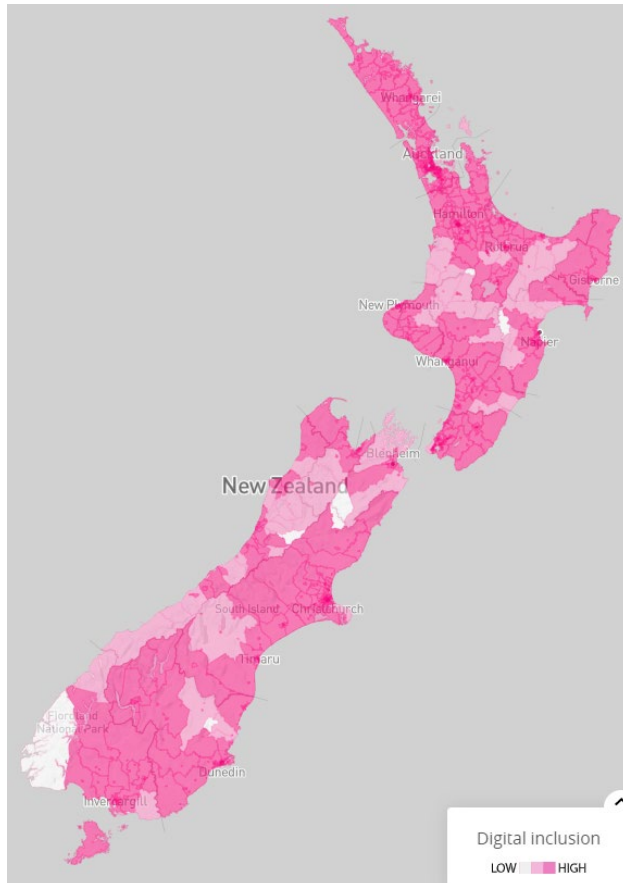 Whangarei
Auckland
Hamilton
Rotorua
Gisborne
New Plymouth
Napier
Whanganui
Blenheim
New Zealand
South Island
Christchurch
Timaru
Fiordland
National Park
Dunedin
Invercargill
Digital inclusion
LOW HIGH